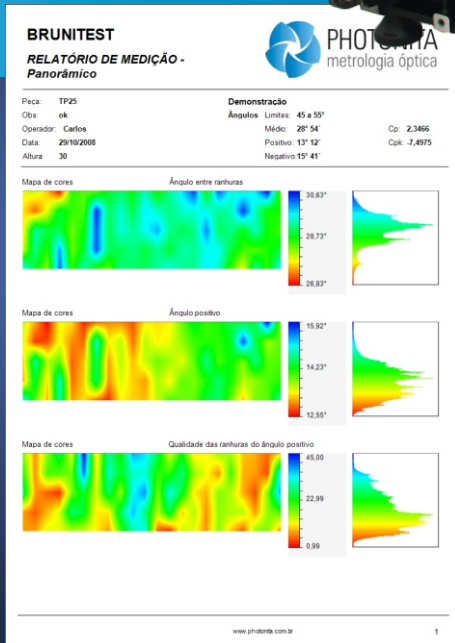 BRUNITEST
RELATÓRIO DE MEDIÇÃO -
Panorâmico
PHOTONITA
metrologia óptica
Peça: TP25
Obs: ok
Operador: Carlos
Data: 29/10/2008
Altura 30
Demonstração
Ângulos Limites: 45 a 55°
Médio: 28° 54´
Positivo: 13° 12´
Negativo: 15° 41´
Cp: 2,3466
Cpk: -7,4975
Mapa de cores Ângulo entre ranhuras
30,63°
28,73°
26,83°
Mapa de cores Ângulo positivo
15,92°
14,23°
12,55°
Mapa de cores Qualidade das ranhuras do ângulo positivo
45,00
22,99
0,99
www.photonita.com.br 1